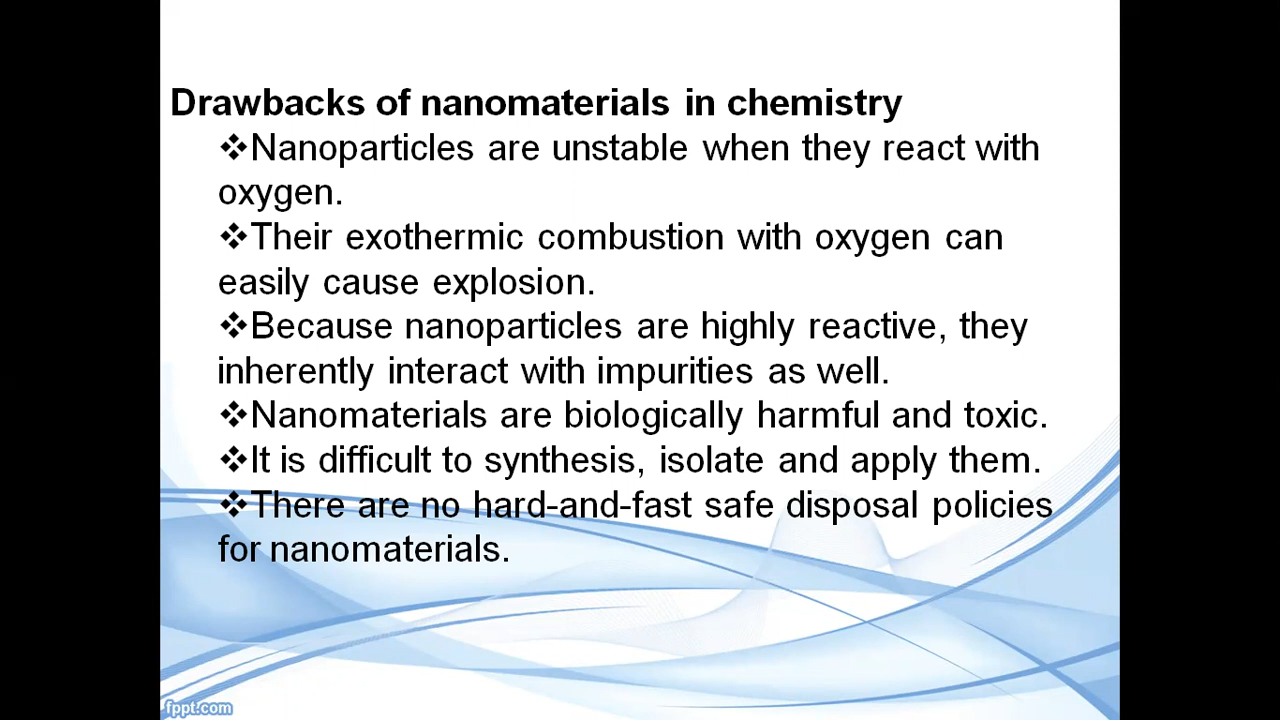 Drawbacks of nanomaterials in chemistry
❖Nanoparticles are unstable when they react with
oxygen.
❖Their exothermic combustion with oxygen can
easily cause explosion.
❖Because nanoparticles are highly reactive, they
inherently interact with impurities as well.
❖Nanomaterials are biologically harmful and toxic.
❖It is difficult to synthesis, isolate and apply them.
❖There are no hard-and-fast safe disposal policies
for nanomaterials.
fppt.com